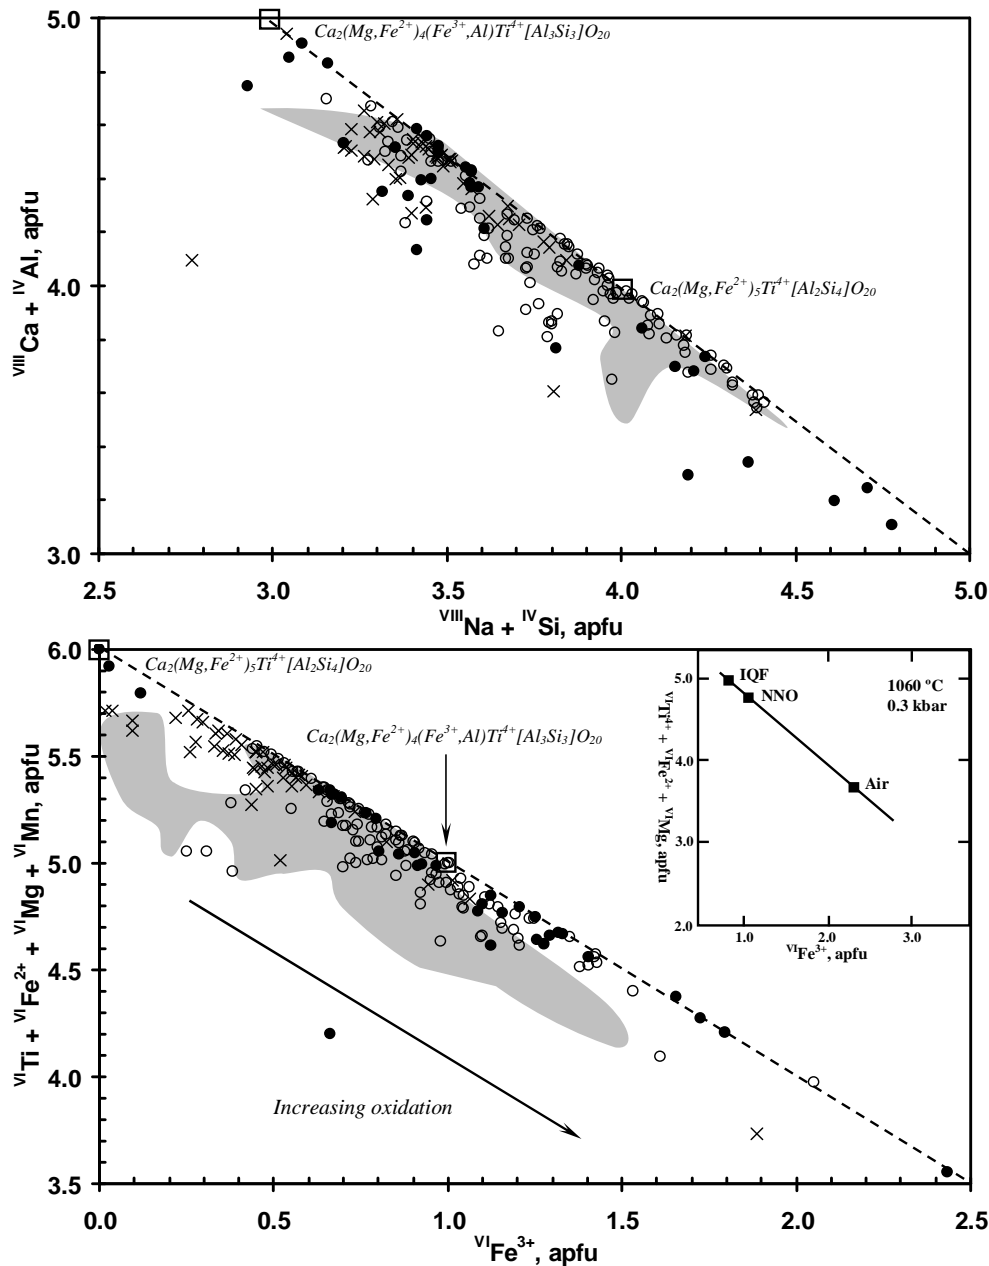 5.0
4.0
3.0
2.5
3.0
3.5
4.0
4.5
5.0
Ca₂(Mg,Fe²⁺)₄(Fe³⁺,Al)Ti⁴⁺[Al₃Si₃]O₂₀
Ca₂(Mg,Fe²⁺)₅Ti⁴⁺[Al₂Si₄]O₂₀
ⱽᴵᴵᴵCa + ᴵⱽAl, apfu
ⱽᴵᴵᴵNa + ᴵⱽSi, apfu
6.0
5.5
5.0
4.5
4.0
3.5
0.0
0.5
1.0
1.5
2.0
2.5
Ca₂(Mg,Fe²⁺)₅Ti⁴⁺[Al₂Si₄]O₂₀
Ca₂(Mg,Fe²⁺)₄(Fe³⁺,Al)Ti⁴⁺[Al₃Si₃]O₂₀
Increasing oxidation
ⱽᴵTi + ⱽᴵFe²⁺ + ⱽᴵMg + ⱽᴵMn, apfu
ⱽᴵFe³⁺, apfu
5.0
4.0
3.0
2.0
1.0
2.0
3.0
IQF
NNO
Air
1060 ºC
0.3 kbar
ⱽᴵTi⁴⁺ + ⱽᴵFe²⁺ + ⱽᴵMg, apfu
ⱽᴵFe³⁺, apfu